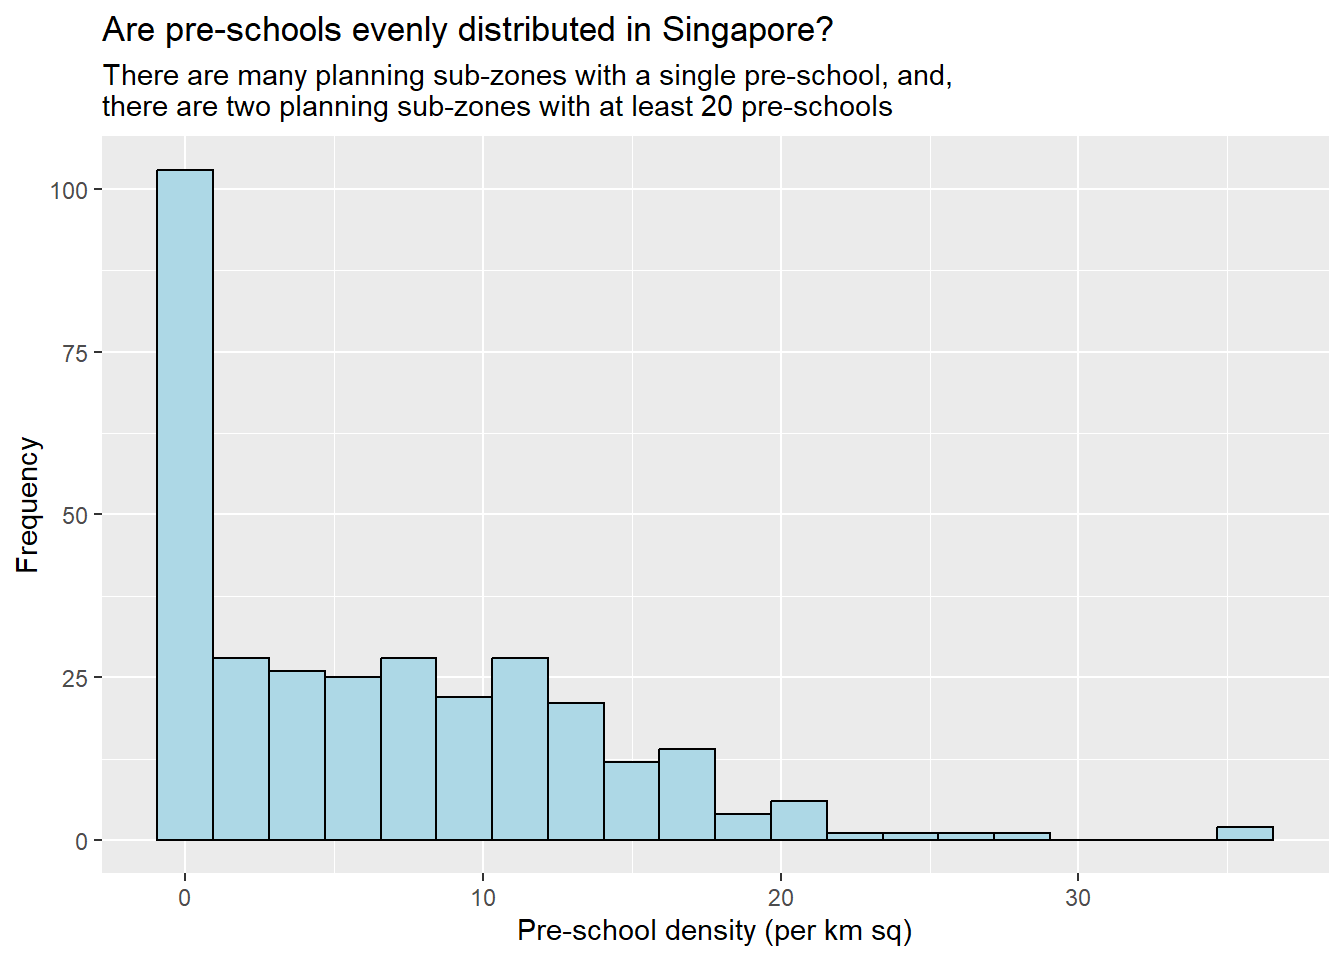 Are pre-schools evenly distributed in Singapore?
There are many planning sub-zones with a single pre-school, and,
there are two planning sub-zones with at least 20 pre-schools
100
75
50
25
0
Frequency
0
10
20
30
Pre-school density (per km sq)